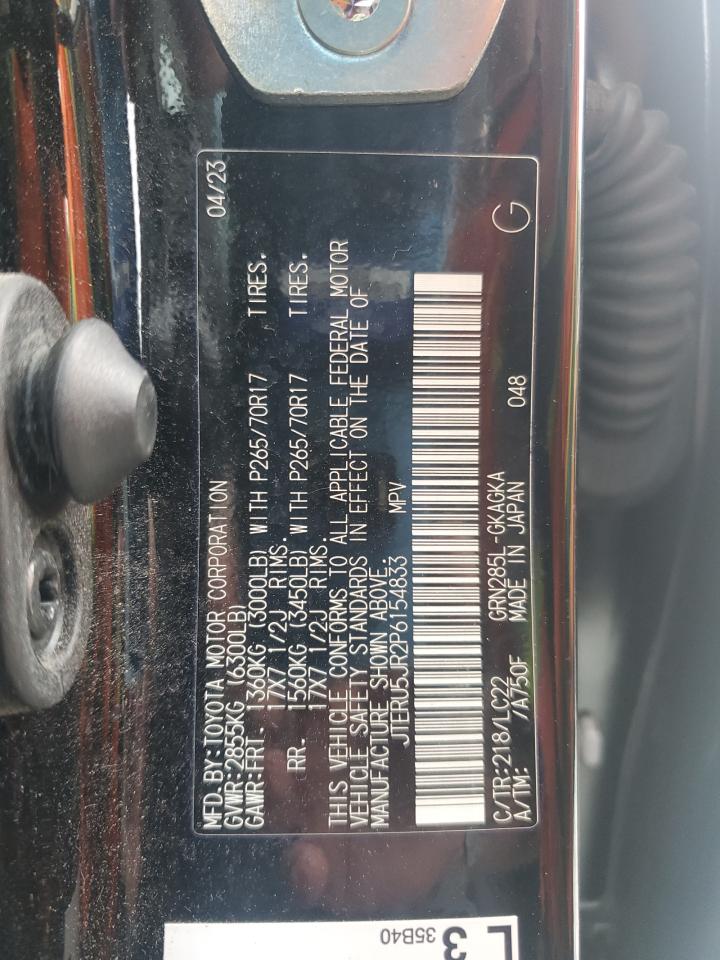 MFD.BY:TOYOTA MOTOR CORPORATION 04/23
GVWR:2855KG (6300LB)
GAWR:FRT. 1360KG (3000LB) WITH P265/70R17 TIRES.
17X7 1/2J RIMS.
RR. 1560KG (3450LB) WITH P265/70R17 TIRES.
17X7 1/2J RIMS.
THIS VEHICLE CONFORMS TO ALL APPLICABLE FEDERAL MOTOR
VEHICLE SAFETY STANDARDS IN EFFECT ON THE DATE OF
MANUFACTURE SHOWN ABOVE.
JTERU5JR2P6154833 MPV
C/TR:218/LC22 GRN285L-GKAGKA 048 G
A/TM: /A750F MADE IN JAPAN
35B40
L
3